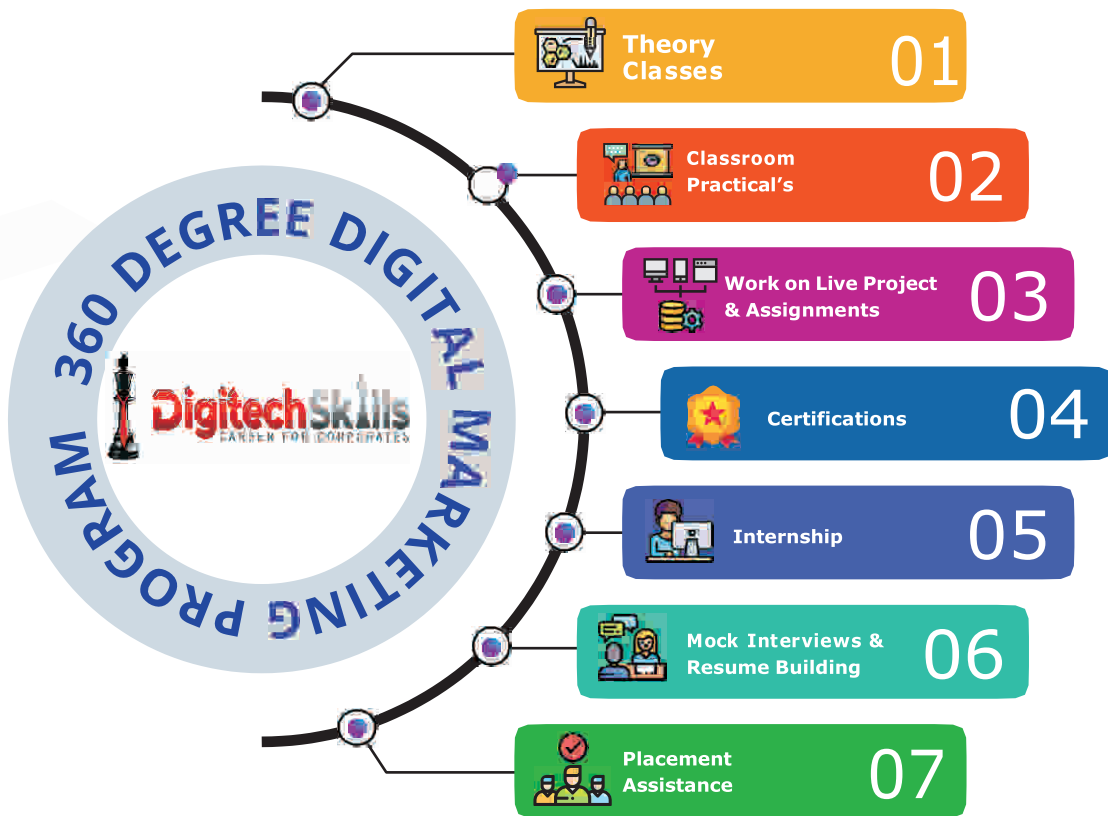 360 DEGREE DIGITAL MARKETING PROGRAM
DigitechSkills
CAREER FOR CORPORATES
Theory
Classes
01
Classroom
Practical's
02
Work on Live Project
& Assignments
03
Certifications
04
Internship
05
Mock Interviews &
Resume Building
06
Placement
Assistance
07